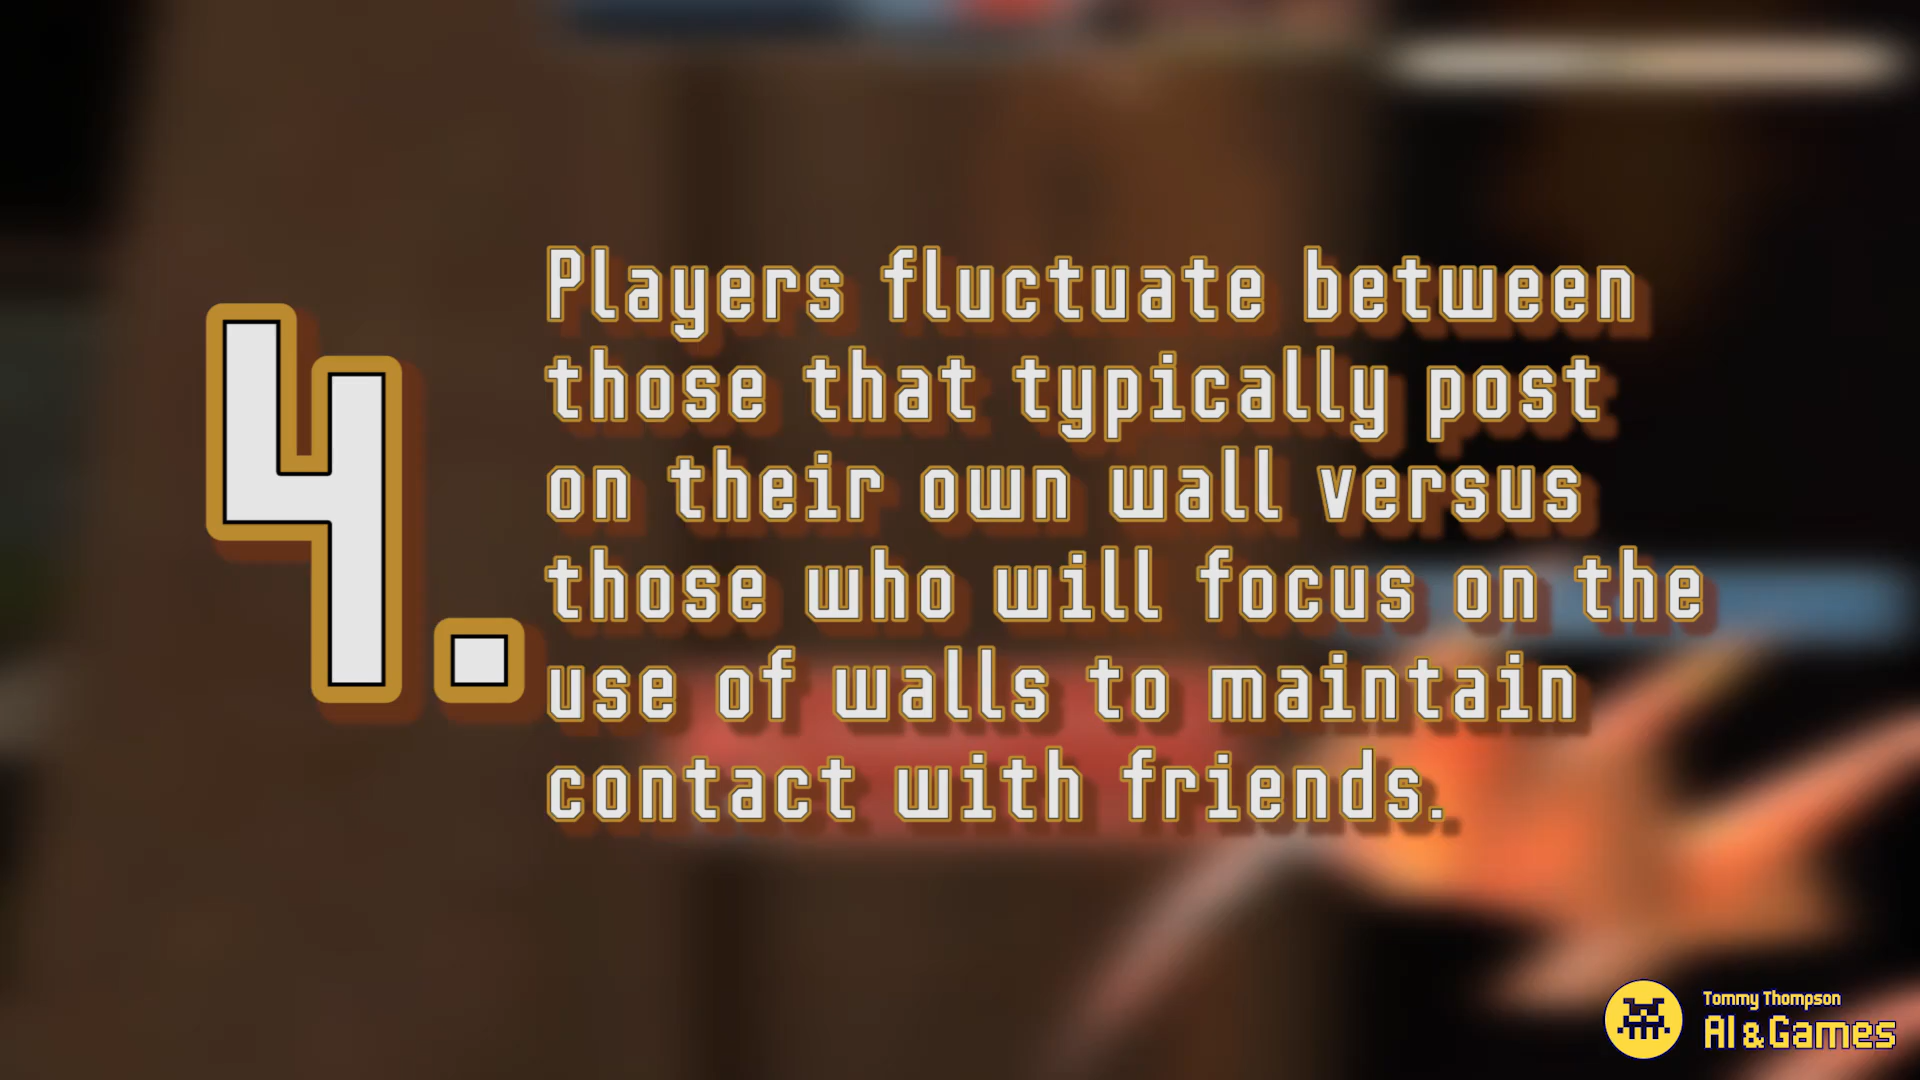 4.
Players fluctuate between
those that typically post
on their own wall versus
those who will focus on the
use of walls to maintain
contact with friends.
Tommy Thompson
AI & Games